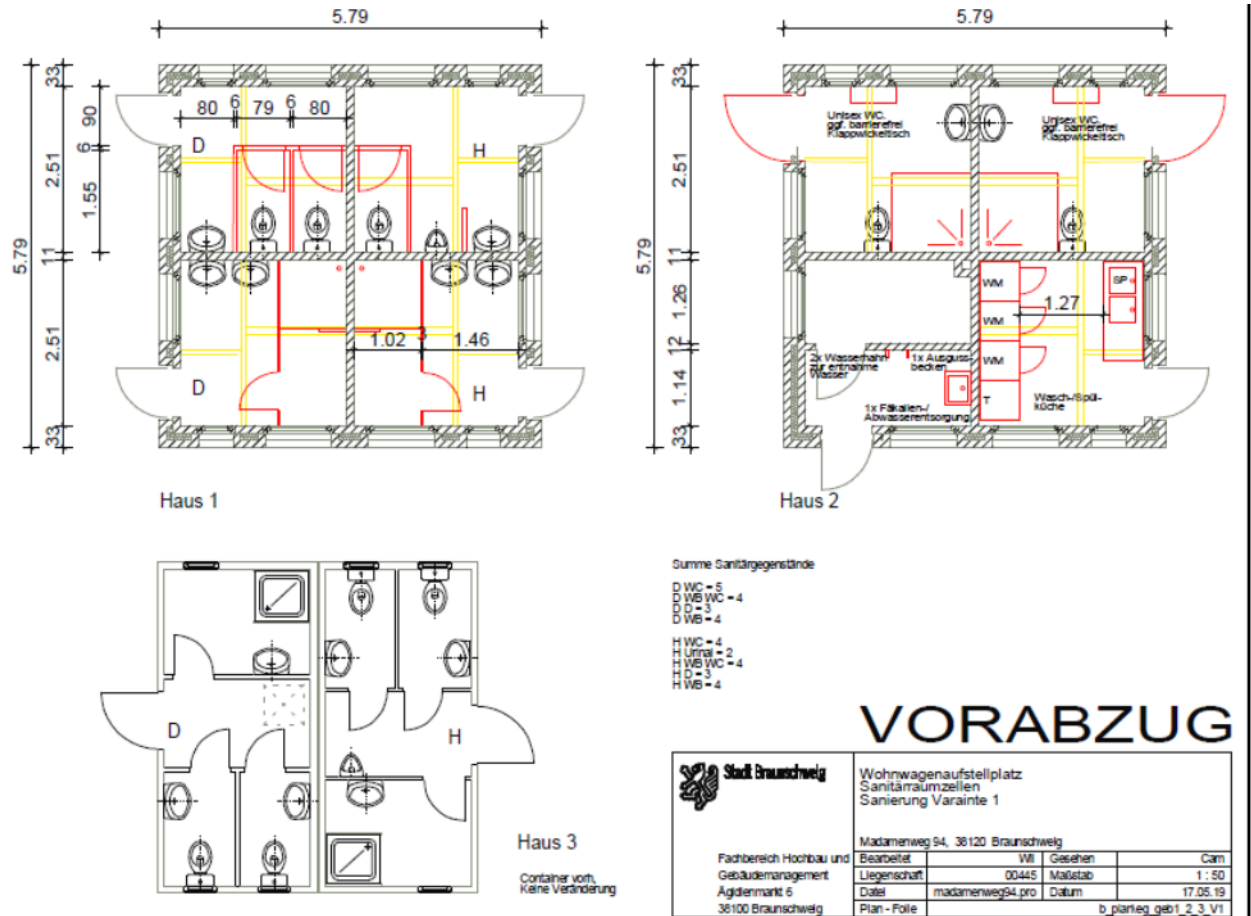 5.79
5.79
33
90
6
1.55
2.51
5.79
11
2.51
33
80
6
79
6
80
D
H
D
H
1.02
3
1.46
Haus 1
33
2.51
5.79
11
1.26
12
1.14
33
Unisex WC.
ggf. barrierefrei
Klappwickeltisch
Unisex WC.
ggf. barrierefrei
Klappwickeltisch
WM
WM
WM
T
SP
1.27
2x Wasserhahn
zur entnahme
Wasser
1x Ausguss-
becken
1x Fäkalien-/
Abwasserentsorgung
Wasch-/Spül-
küche
Haus 2
D
H
Haus 3
Container vorh,
Keine Veränderung
Summe Sanitärgegenstände
D WC = 5
D WB WC = 4
D D = 3
D WB = 4
H WC = 4
H Urinal = 2
H WB WC = 4
H D = 3
H WB = 4
VORABZUG
Stadt Braunschweig
Wohnwagenaufstellplatz
Sanitärraumzellen
Sanierung Varainte 1
Madamenweg 94, 38120 Braunschweig
Fachbereich Hochbau und
Gebäudemanagement
Ägidienmarkt 6
38100 Braunschweig
Bearbeitet WI Gesehen Cam
Liegenschaft 00445 Maßstab 1 : 50
Datei madamenweg94.pro Datum 17.05.19
Plan - Folie b_planleg_geb1_2_3_V1